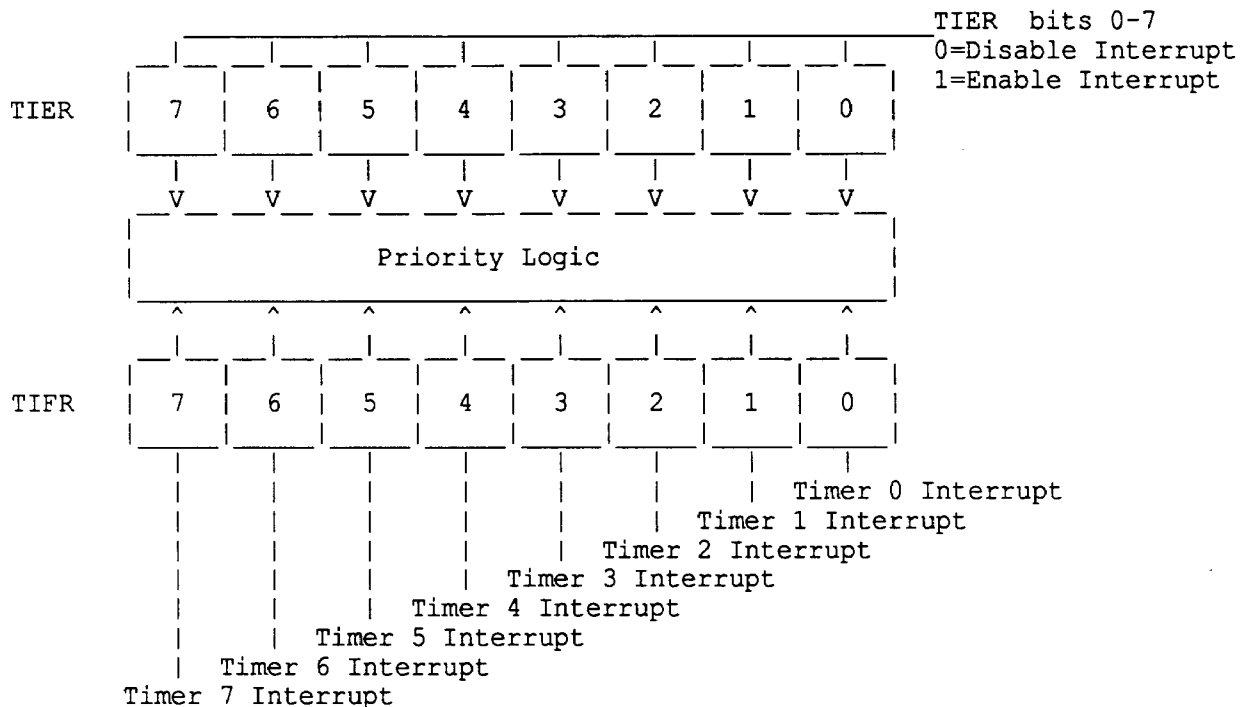 TIER bits 0-7
0=Disable Interrupt
1=Enable Interrupt
TIER 7 6 5 4 3 2 1 0
V V V V V V V V
Priority Logic
^ ^ ^ ^ ^ ^ ^ ^
TIFR 7 6 5 4 3 2 1 0
Timer 0 Interrupt
Timer 1 Interrupt
Timer 2 Interrupt
Timer 3 Interrupt
Timer 4 Interrupt
Timer 5 Interrupt
Timer 6 Interrupt
Timer 7 Interrupt